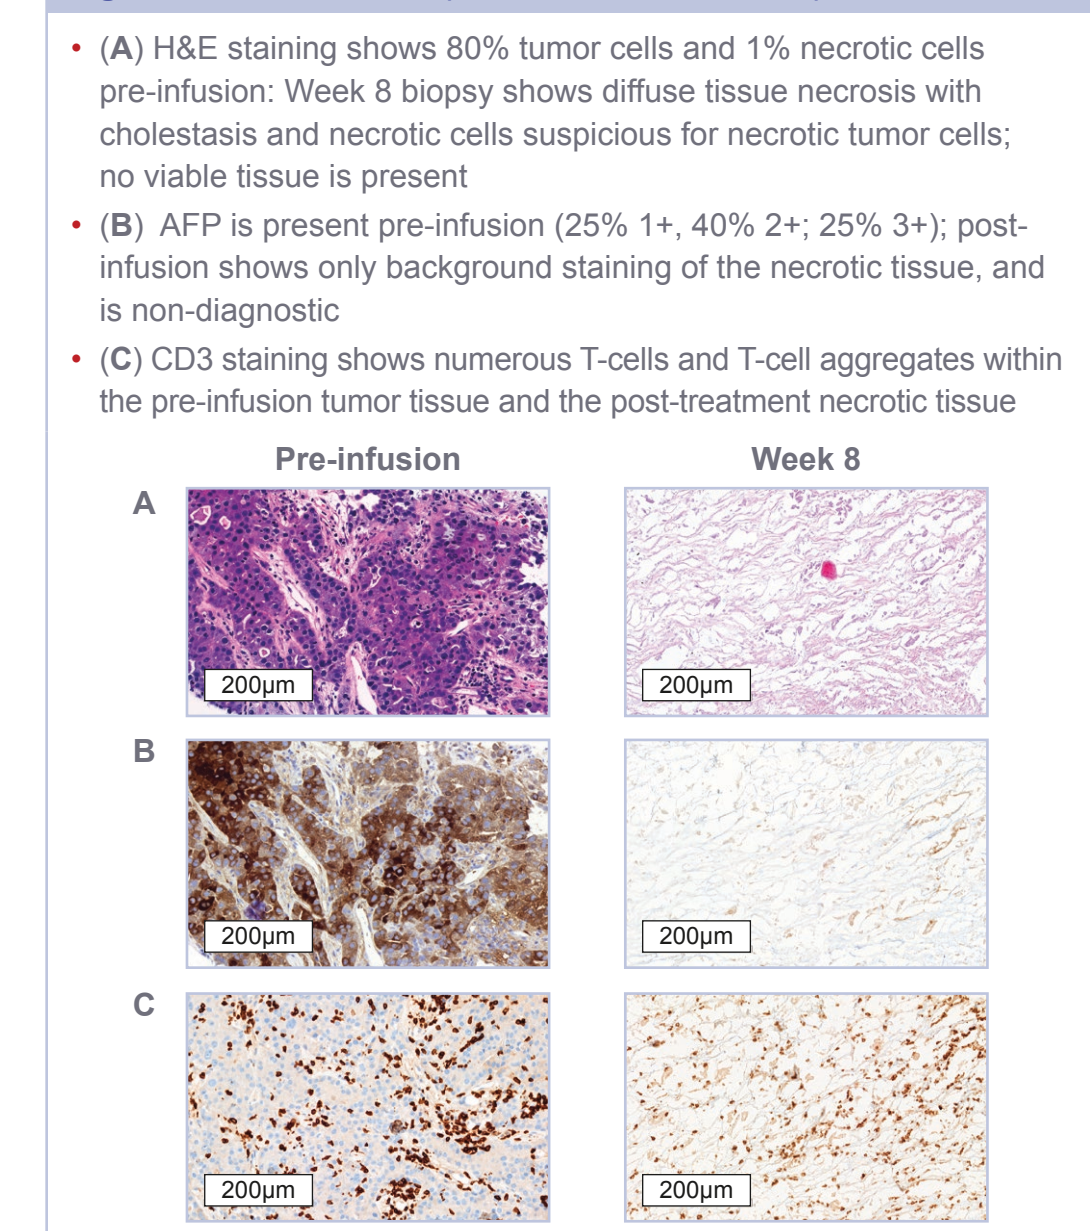 • (A) H&E staining shows 80% tumor cells and 1% necrotic cells
pre-infusion: Week 8 biopsy shows diffuse tissue necrosis with
cholestasis and necrotic cells suspicious for necrotic tumor cells;
no viable tissue is present
• (B) AFP is present pre-infusion (25% 1+, 40% 2+; 25% 3+); post-
infusion shows only background staining of the necrotic tissue, and
is non-diagnostic
• (C) CD3 staining shows numerous T-cells and T-cell aggregates within
the pre-infusion tumor tissue and the post-treatment necrotic tissue
Pre-infusion Week 8
A
200µm 200µm
B
200µm 200µm
C
200µm 200µm